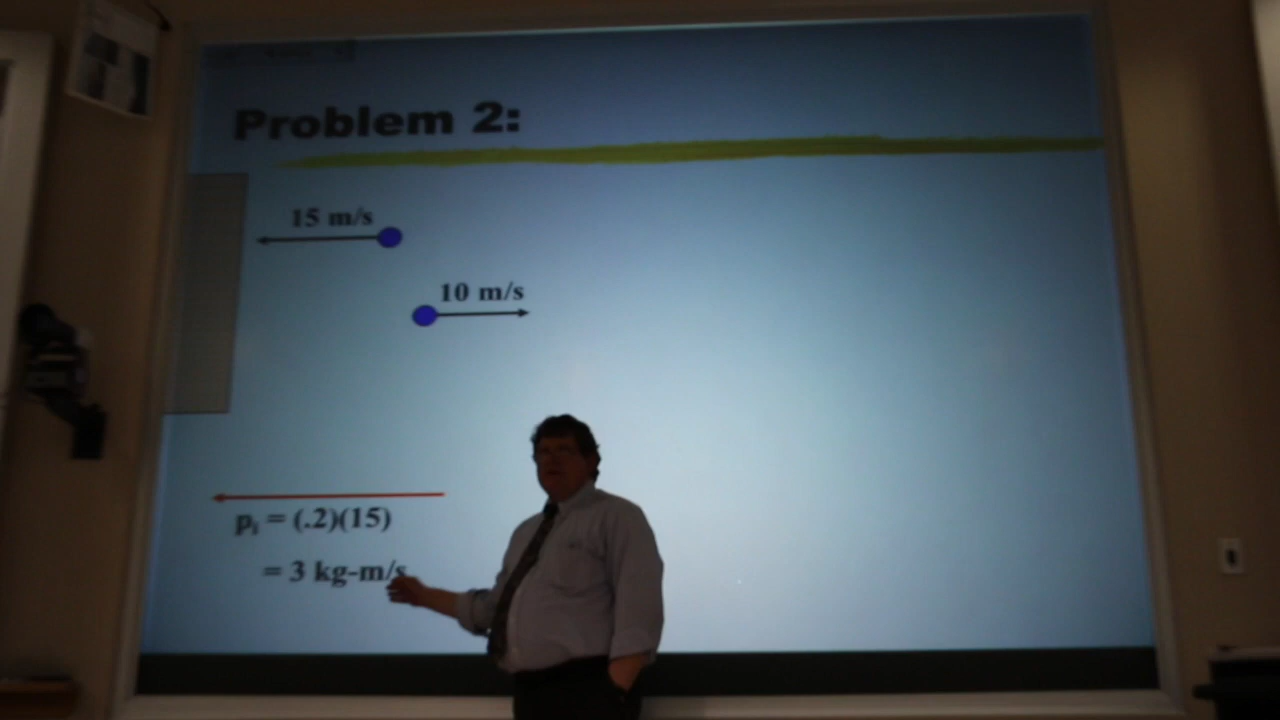 Problem 2:
15 m/s
10 m/s
pᵢ = (.2)(15)
= 3 kg-m/s